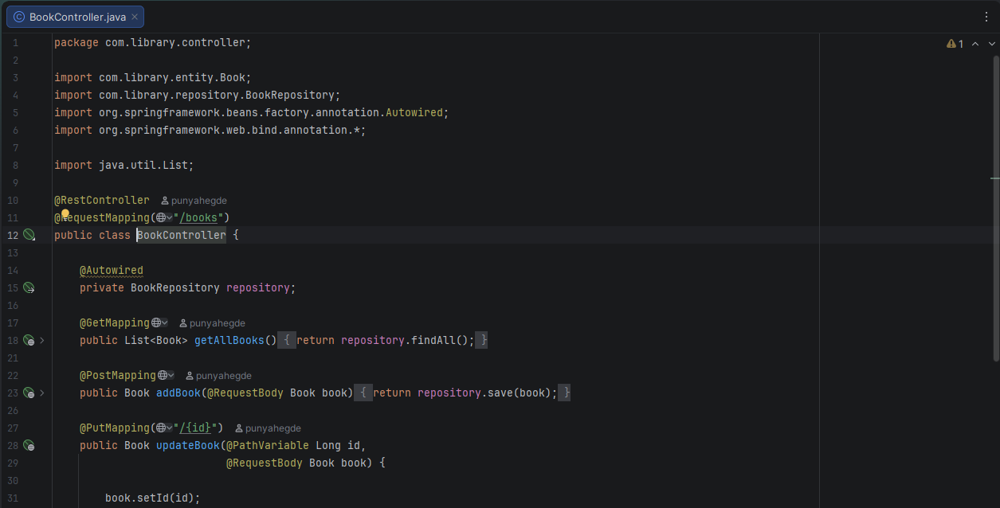 BookController.java
1
1 package com.library.controller;
2
3 import com.library.entity.Book;
4 import com.library.repository.BookRepository;
5 import org.springframework.beans.factory.annotation.Autowired;
6 import org.springframework.web.bind.annotation.*;
7
8 import java.util.List;
9
10 @RestController punyahegde
11 @RequestMapping("/books")
12 public class BookController {
13
14 @Autowired
15 private BookRepository repository;
16
17 @GetMapping punyahegde
18 public List<Book> getAllBooks() { return repository.findAll(); }
21
22 @PostMapping punyahegde
23 public Book addBook(@RequestBody Book book) { return repository.save(book); }
26
27 @PutMapping("/{id}") punyahegde
28 public Book updateBook(@PathVariable Long id,
29 @RequestBody Book book) {
30
31 book.setId(id);